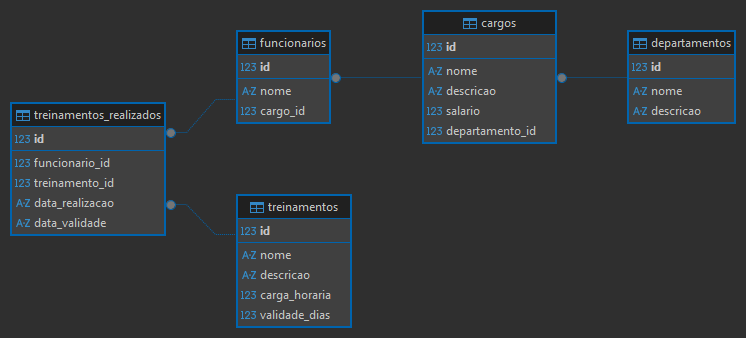 treinamentos_realizados
123 id
123 funcionario_id
123 treinamento_id
A-Z data_realizacao
A-Z data_validade
funcionarios
123 id
A-Z nome
123 cargo_id
treinamentos
123 id
A-Z nome
A-Z descricao
123 carga_horaria
123 validade_dias
cargos
123 id
A-Z nome
A-Z descricao
123 salario
123 departamento_id
departamentos
123 id
A-Z nome
A-Z descricao